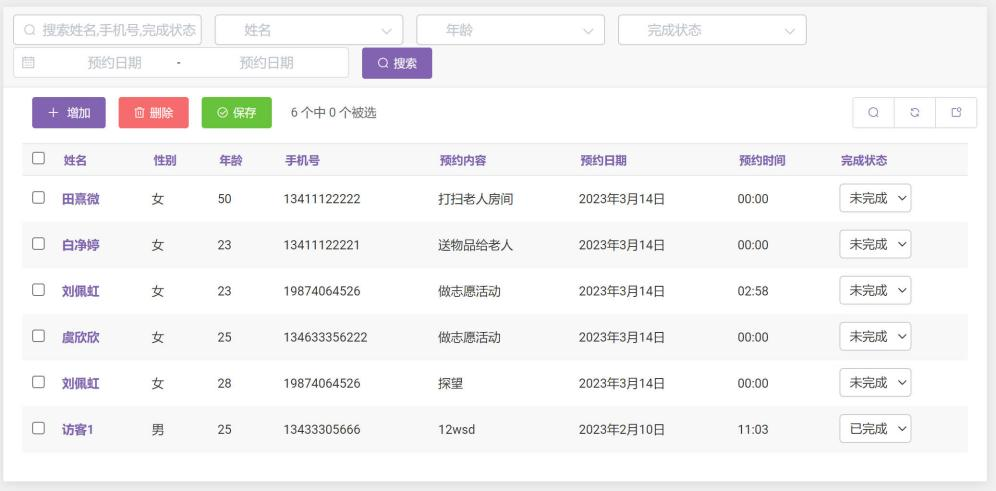 搜索姓名,手机号,完成状态 姓名 年龄 完成状态
预约日期 - 预约日期 搜索
增加 删除 保存 6 个中 0 个被选
姓名 性别 年龄 手机号 预约内容 预约日期 预约时间 完成状态
田熹微 女 50 13411122222 打扫老人房间 2023年3月14日 00:00 未完成
白净婷 女 23 13411122221 送物品给老人 2023年3月14日 00:00 未完成
刘佩虹 女 23 19874064526 做志愿活动 2023年3月14日 02:58 未完成
虞欣欣 女 25 134633356222 做志愿活动 2023年3月14日 00:00 未完成
刘佩虹 女 28 19874064526 探望 2023年3月14日 00:00 未完成
访客1 男 25 13433305666 12wsd 2023年2月10日 11:03 已完成